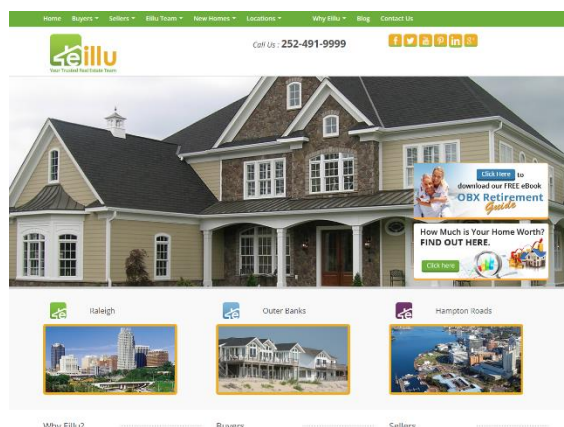 Home Buyers Sellers Eillu Team New Homes Locations Why Eillu Blog Contact Us
eillu
Your Trusted Real Estate Team
Call Us : 252-491-9999
Click Here to
download our FREE eBook
OBX Retirement
Guide
How Much is Your Home Worth?
FIND OUT HERE.
Click here
Raleigh Outer Banks Hampton Roads
Why Eillu? Buyers Sellers